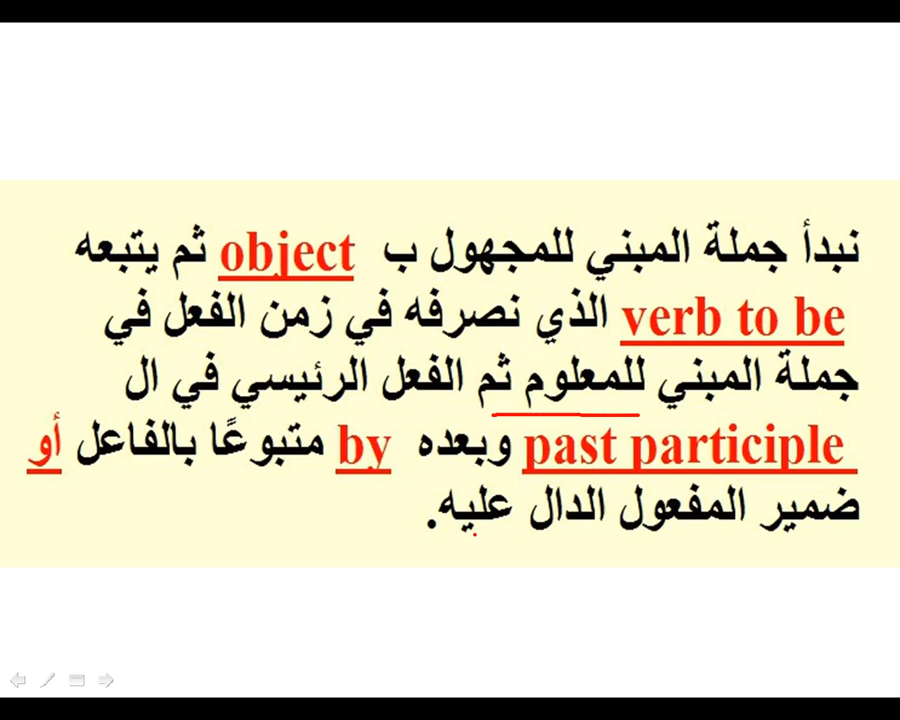 نبدأ جملة المبني للمجهول ب object ثم يتبعه
verb to be الذي نصرفه في زمن الفعل في
جملة المبني للمعلوم ثم الفعل الرئيسي في ال
past participle وبعده by متبوعًا بالفاعل أو
ضمير المفعول الدال عليه.